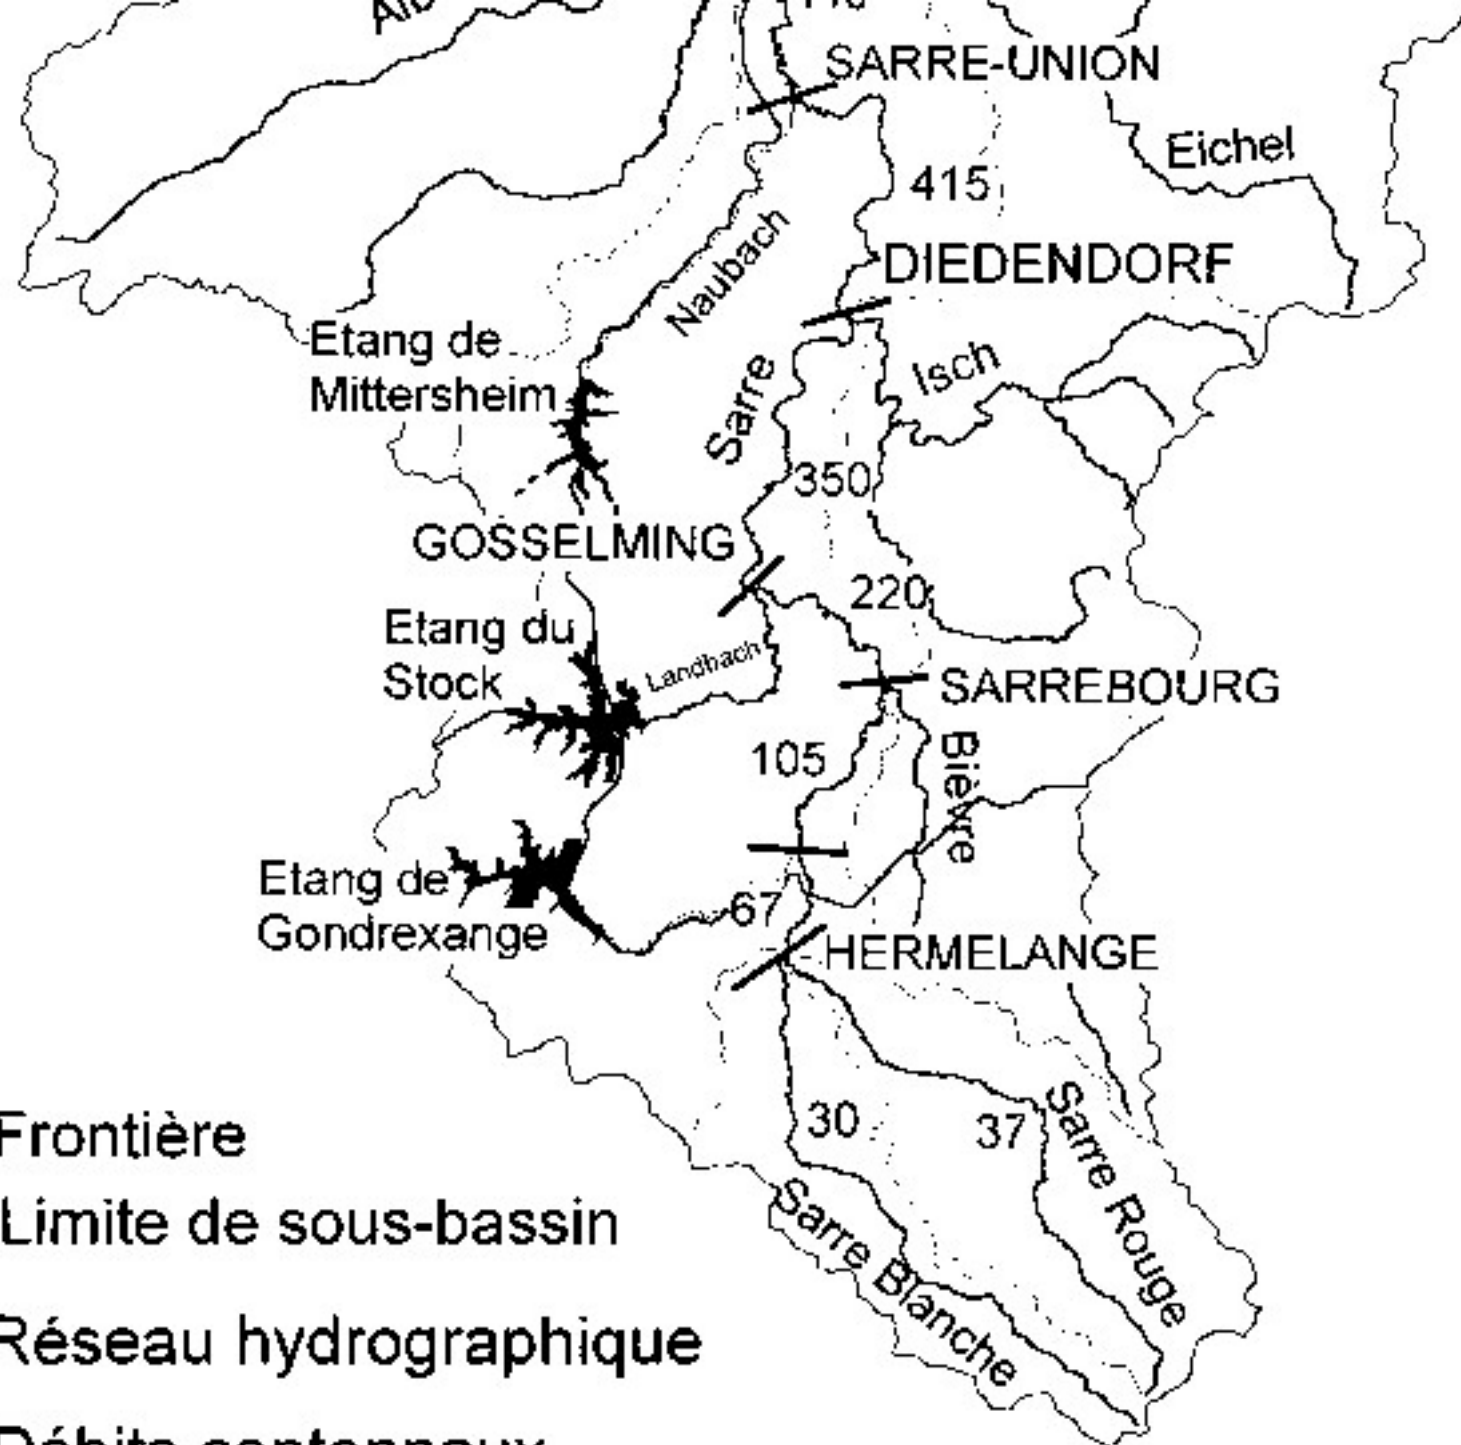 SARRE-UNION
Eichel
415
Naubach
DIEDENDORF
Etang de
Mittersheim
Sarre
Isch
350
GOSSELMING
220
Etang du
Stock
Landbach
SARREBOURG
105
Bièvre
Etang de
Gondrexange
67
HERMELANGE
30
37
Sarre Rouge
Sarre Blanche
Frontière
Limite de sous-bassin
Réseau hydrographique